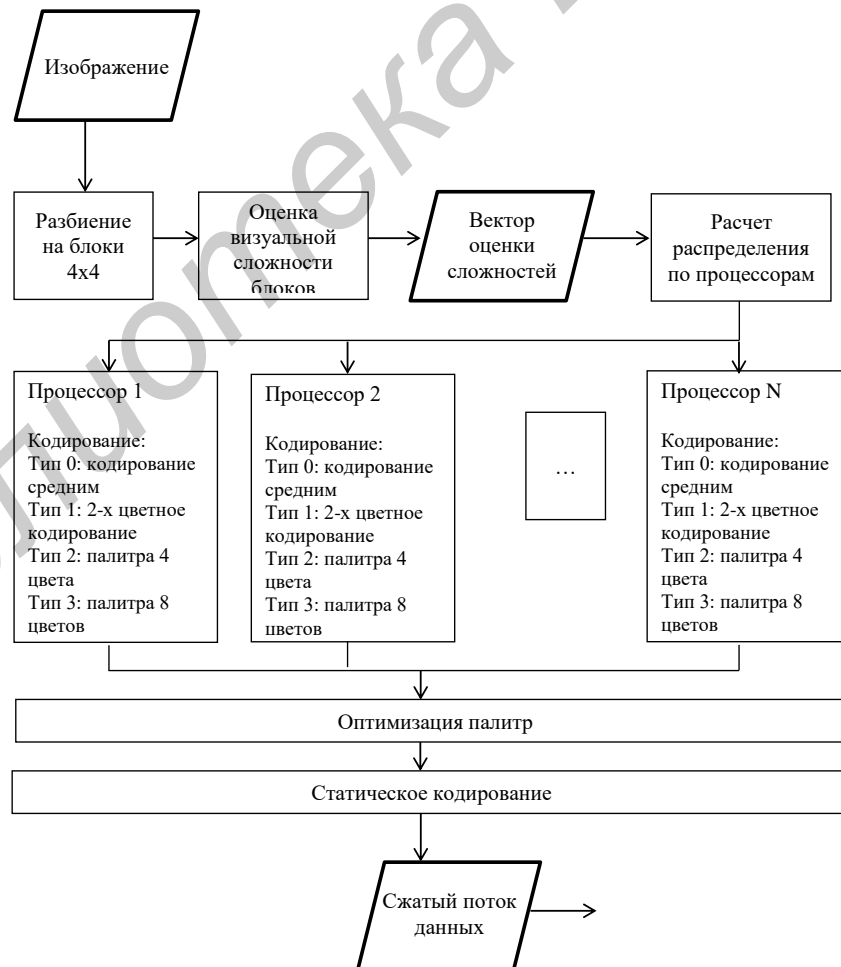 Изображение
Разбиение
на блоки
4x4
Оценка
визуальной
сложности
блоков
Вектор
оценки
сложностей
Расчет
распределения
по процессорам
Процессор 1
Кодирование:
Тип 0: кодирование
средним
Тип 1: 2-х цветное
кодирование
Тип 2: палитра 4
цвета
Тип 3: палитра 8
цветов
Процессор 2
Кодирование:
Тип 0: кодирование
средним
Тип 1: 2-х цветное
кодирование
Тип 2: палитра 4
цвета
Тип 3: палитра 8
цветов
...
Процессор N
Кодирование:
Тип 0: кодирование
средним
Тип 1: 2-х цветное
кодирование
Тип 2: палитра 4
цвета
Тип 3: палитра 8
цветов
Оптимизация палитр
Статическое кодирование
Сжатый поток
данных